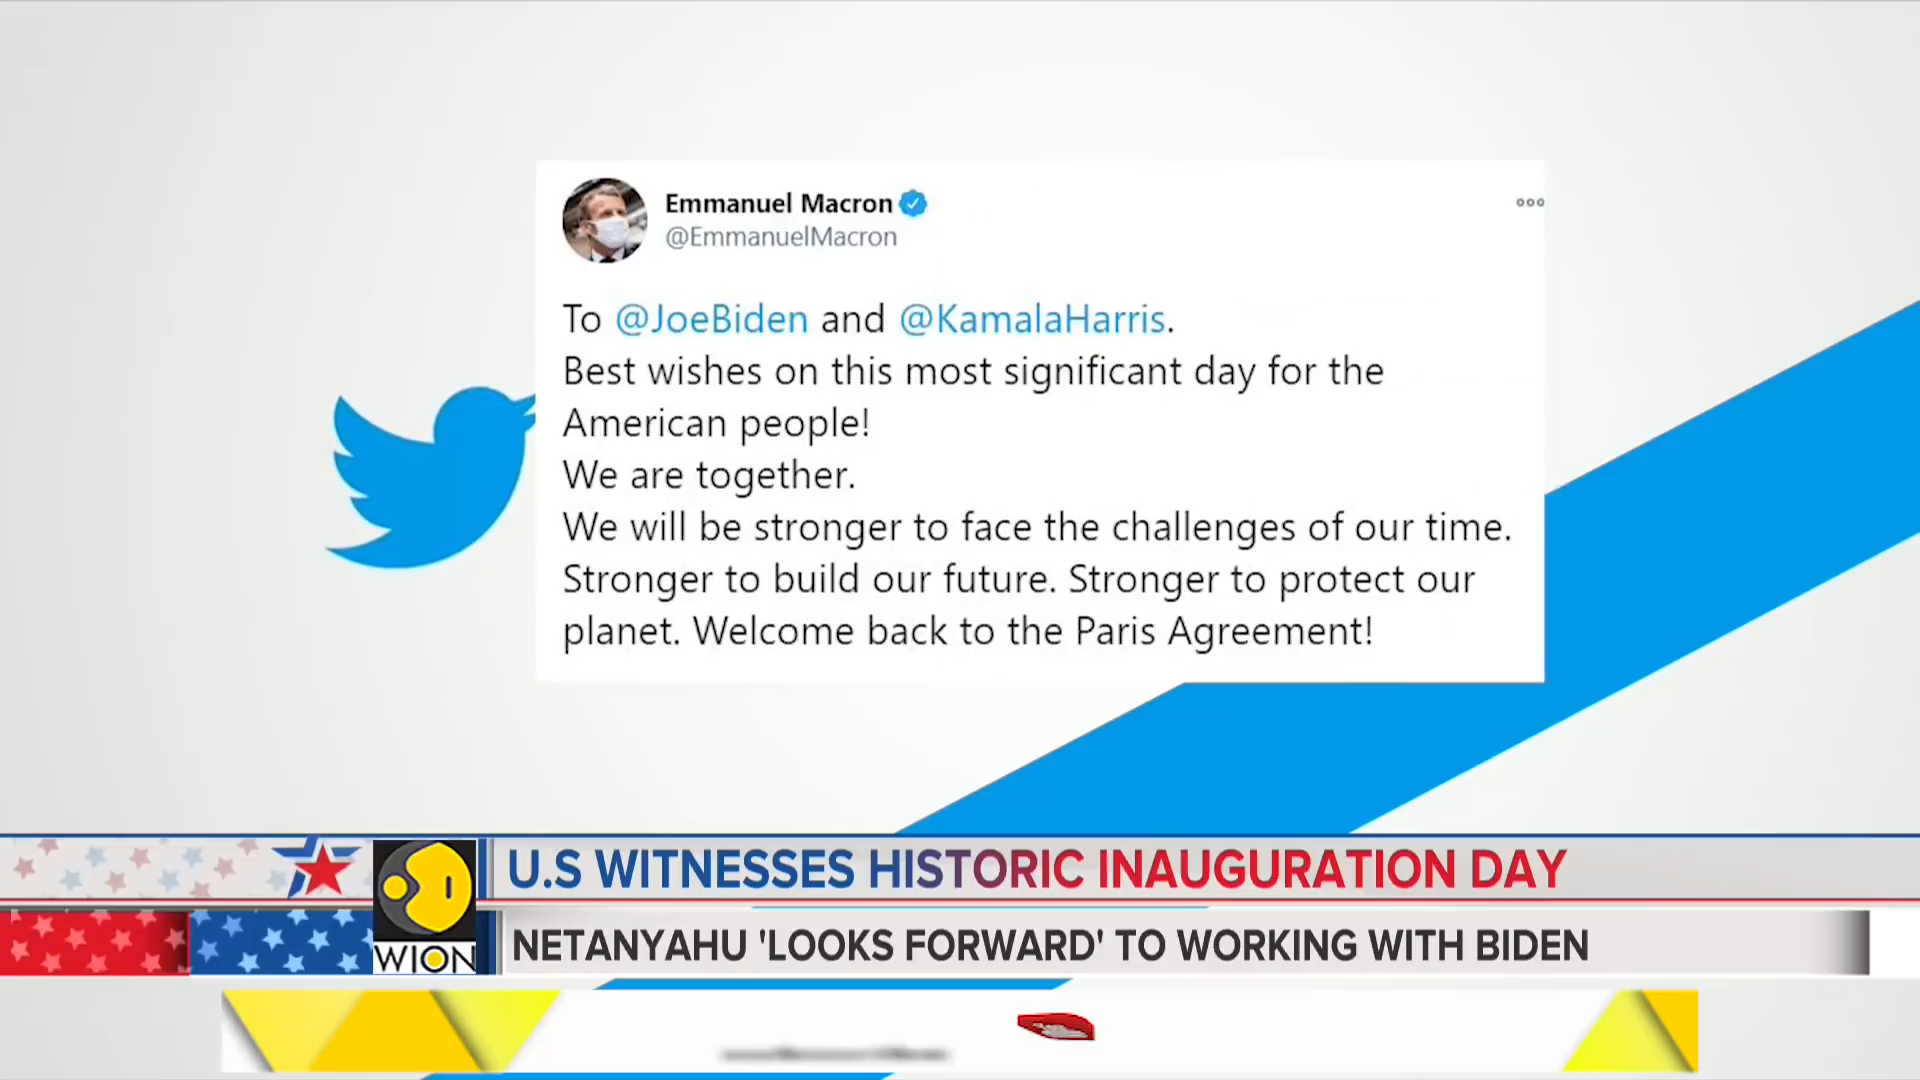 Emmanuel Macron
@EmmanuelMacron
To @JoeBiden and @KamalaHarris.
Best wishes on this most significant day for the
American people!
We are together.
We will be stronger to face the challenges of our time.
Stronger to build our future. Stronger to protect our
planet. Welcome back to the Paris Agreement!
U.S WITNESSES HISTORIC INAUGURATION DAY
WION
NETANYAHU 'LOOKS FORWARD' TO WORKING WITH BIDEN